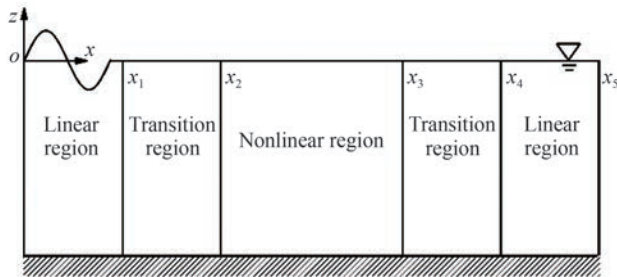 z
x
o
x1
x2
x3
x4
x5
Linear
region
Transition
region
Nonlinear region
Transition
region
Linear
region